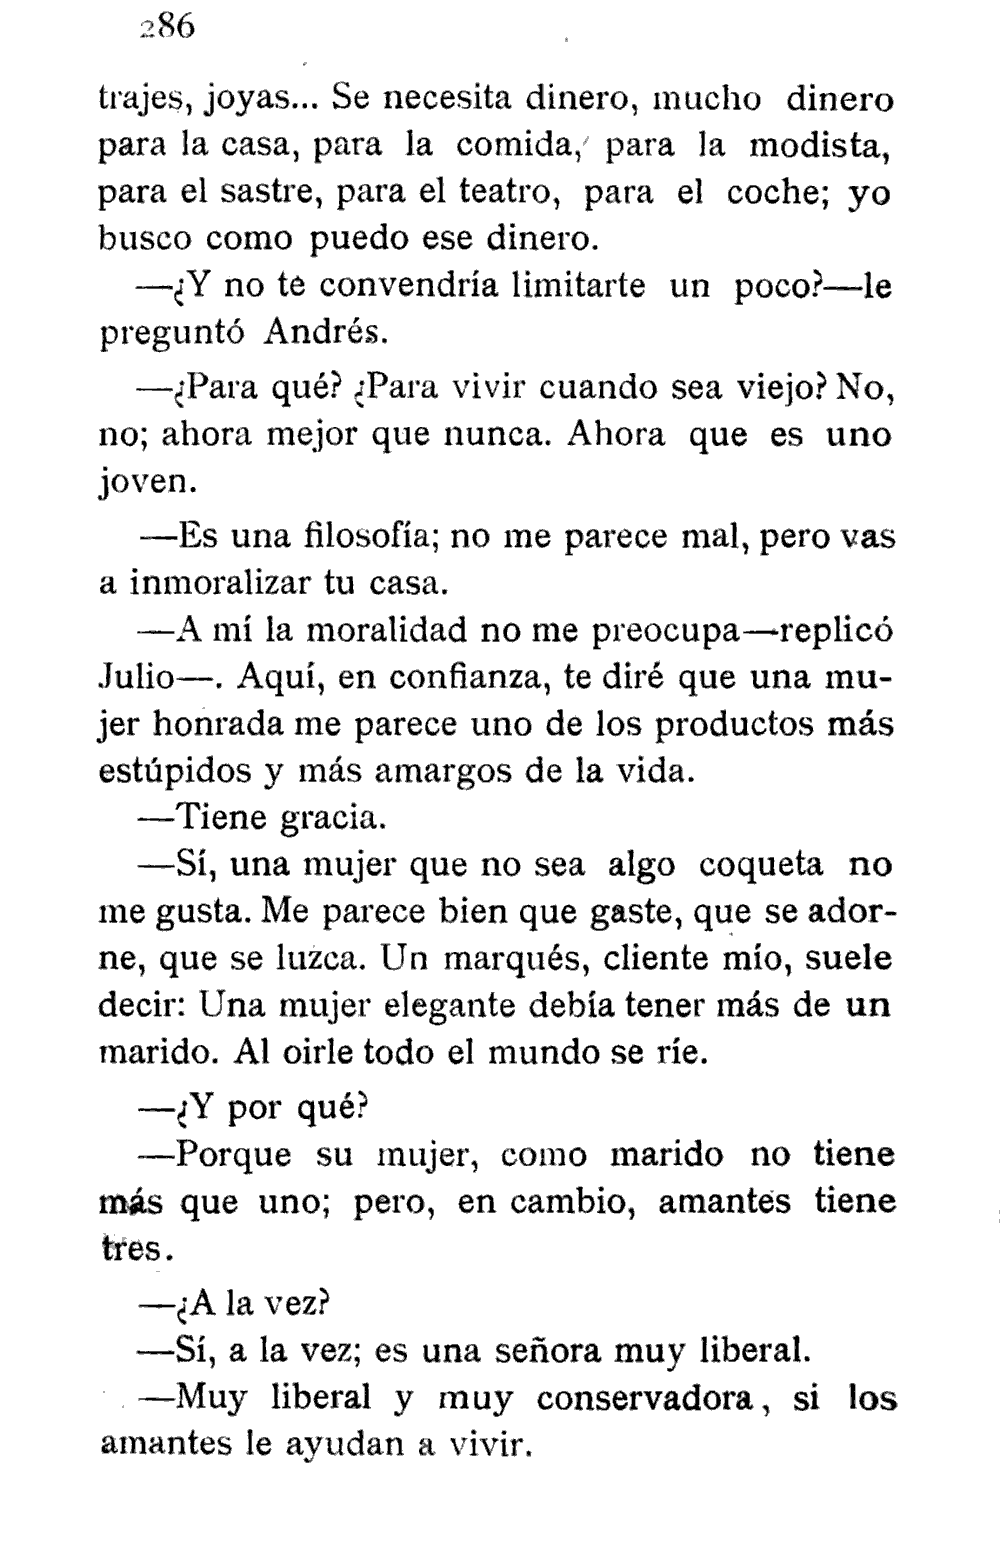 286
trajes, joyas... Se necesita dinero, mucho dinero
para la casa, para la comida, para la modista,
para el sastre, para el teatro, para el coche; yo
busco como puedo ese dinero.
—¿Y no te convendría limitarte un poco?—le
preguntó Andrés.
—¿Para qué? ¿Para vivir cuando sea viejo? No,
no; ahora mejor que nunca. Ahora que es uno
joven.
—Es una filosofía; no me parece mal, pero vas
a inmoralizar tu casa.
—A mí la moralidad no me preocupa—replicó
Julio—. Aquí, en confianza, te diré que una mu-
jer honrada me parece uno de los productos más
estúpidos y más amargos de la vida.
—Tiene gracia.
—Sí, una mujer que no sea algo coqueta no
me gusta. Me parece bien que gaste, que se ador-
ne, que se luzca. Un marqués, cliente mío, suele
decir: Una mujer elegante debía tener más de un
marido. Al oirle todo el mundo se ríe.
—¿Y por qué?
—Porque su mujer, como marido no tiene
más que uno; pero, en cambio, amantes tiene
tres.
—¿A la vez?
—Sí, a la vez; es una señora muy liberal.
—Muy liberal y muy conservadora, si los
amantes le ayudan a vivir.